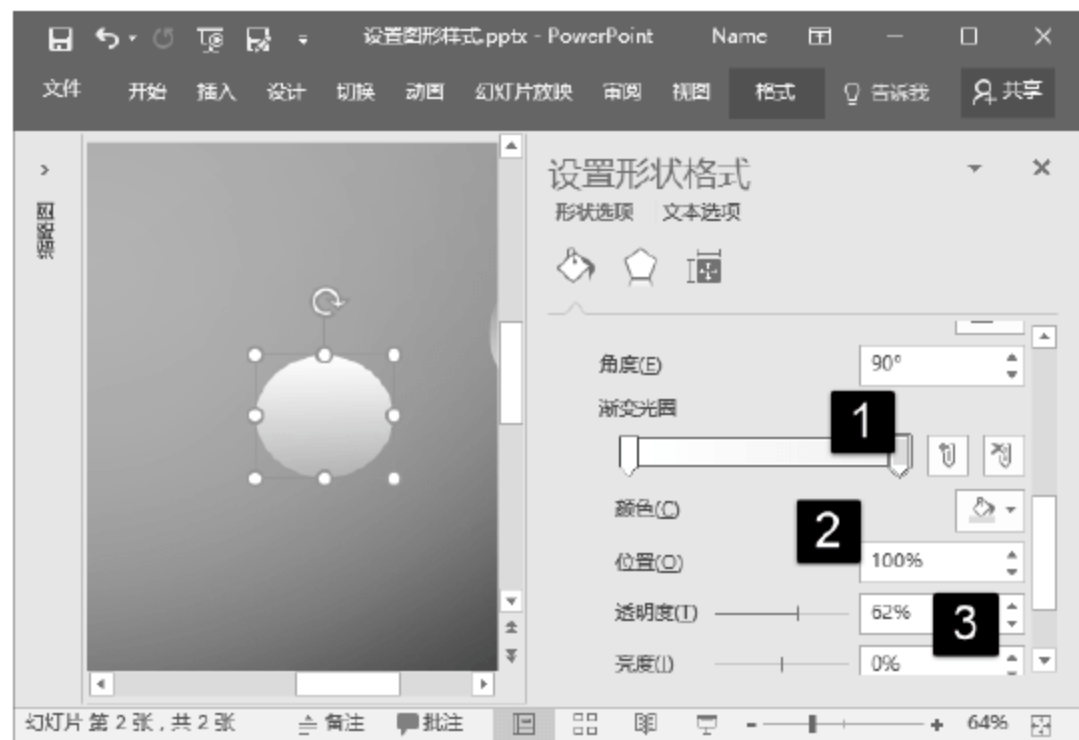 设置图形样式.pptx - PowerPoint Name
文件 开始 插入 设计 切换 动画 幻灯片放映 审阅 视图 格式 告诉我 共享
缩略图
设置形状格式
形状选项 文本选项
角度(E) 90°
渐变光圈
1
颜色(C)
2
位置(O) 100%
透明度(T) 62%
3
亮度(I) 0%
幻灯片 第 2 张,共 2 张 备注 批注 64%